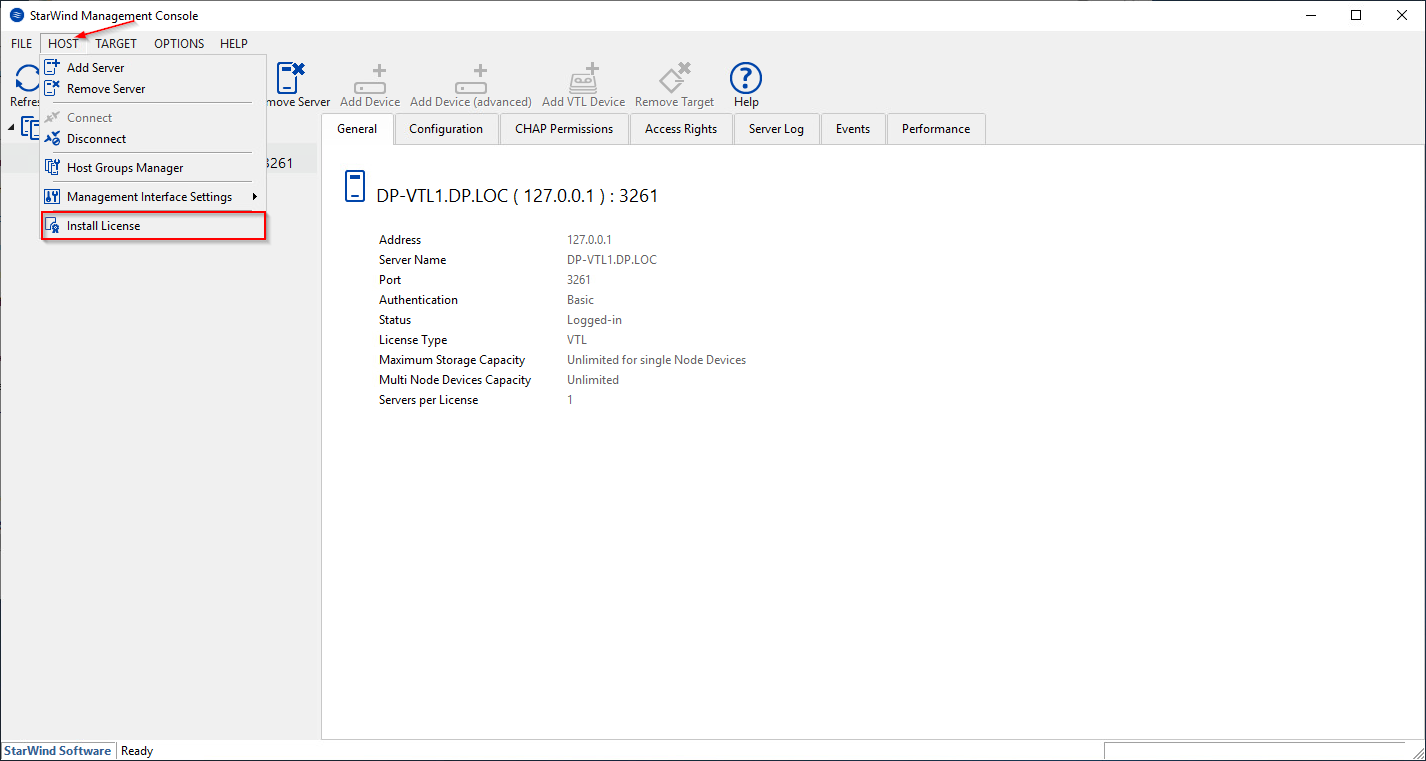 StarWind Management Console
FILE HOST TARGET OPTIONS HELP
Add Server
Remove Server
Connect
Disconnect
Host Groups Manager
Management Interface Settings
Install License
Refres
move Server Add Device Add Device (advanced) Add VTL Device Remove Target Help
3261
General Configuration CHAP Permissions Access Rights Server Log Events Performance
DP-VTL1.DP.LOC ( 127.0.0.1 ) : 3261
Address 127.0.0.1
Server Name DP-VTL1.DP.LOC
Port 3261
Authentication Basic
Status Logged-in
License Type VTL
Maximum Storage Capacity Unlimited for single Node Devices
Multi Node Devices Capacity Unlimited
Servers per License 1
StarWind Software Ready